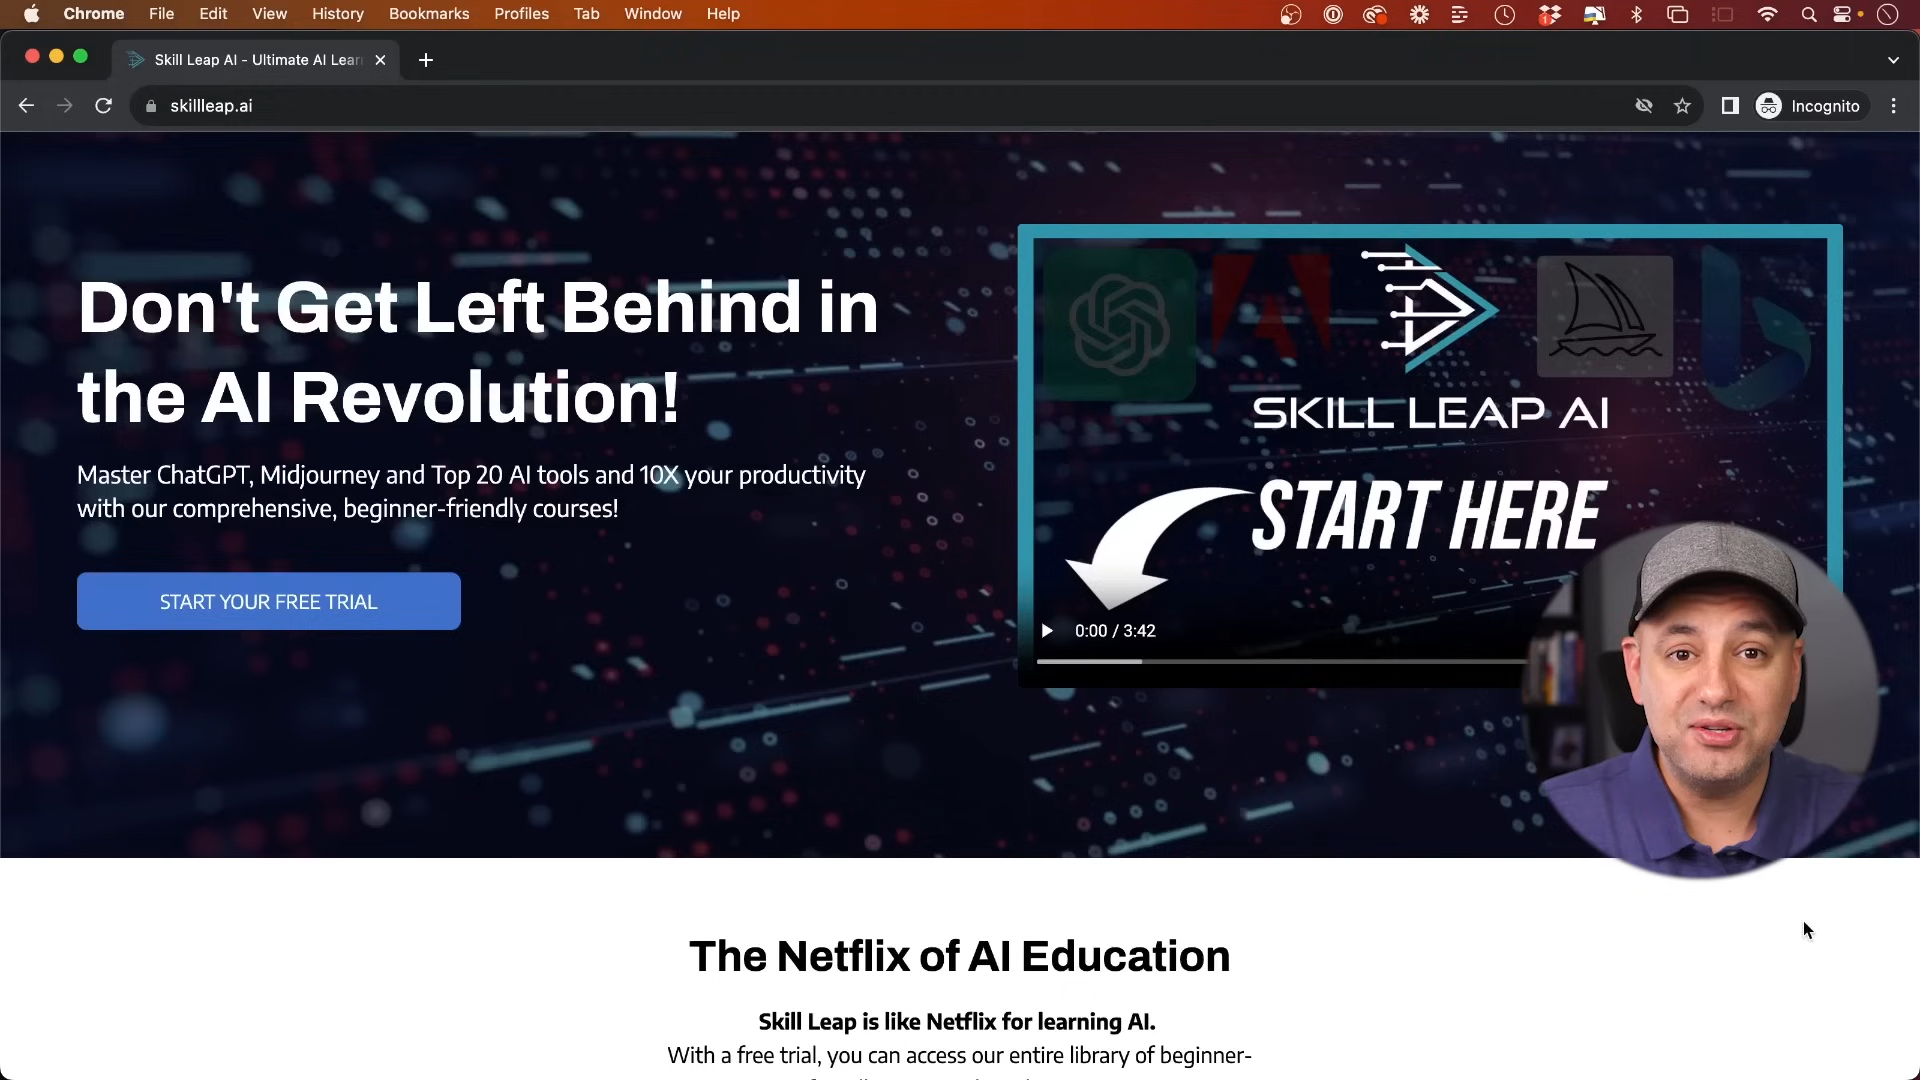 Chrome File Edit View History Bookmarks Profiles Tab Window Help
Skill Leap AI - Ultimate AI Lear
skillleap.ai
Incognito
Don't Get Left Behind in
the AI Revolution!
Master ChatGPT, Midjourney and Top 20 AI tools and 10X your productivity
with our comprehensive, beginner-friendly courses!
START YOUR FREE TRIAL
SKILL LEAP AI
START HERE
0:00 / 3:42
The Netflix of AI Education
Skill Leap is like Netflix for learning AI.
With a free trial, you can access our entire library of beginner-